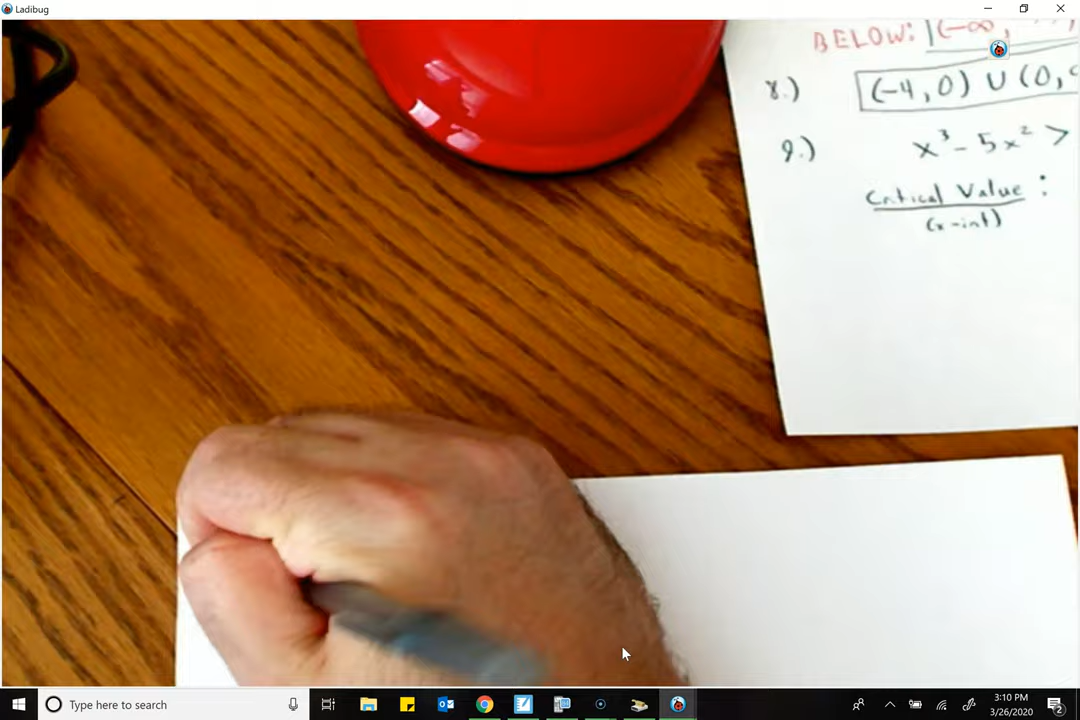 Ladibug
BELOW: (-∞,
8.) (-4,0) ∪ (0,
9.) x³ - 5x² >
Critical Value :
(x-int)
Type here to search
3:10 PM
3/26/2020
2